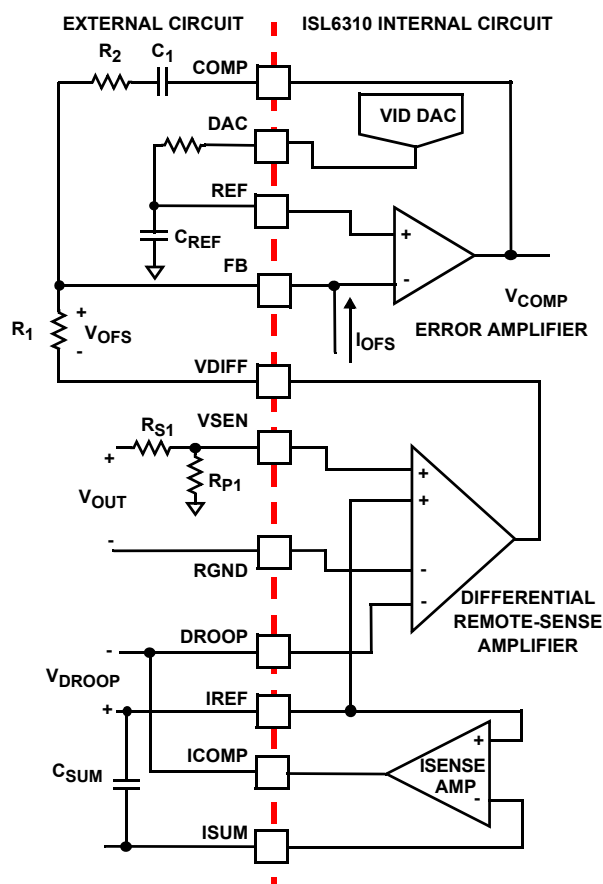 EXTERNAL CIRCUIT
ISL6310 INTERNAL CIRCUIT
R2
C1
COMP
VID DAC
DAC
REF
+
CREF
FB
-
VCOMP
R1
+
VOFS
-
IOFS
ERROR AMPLIFIER
VDIFF
RS1
VSEN
+
RP1
VOUT
+
+
-
RGND
-
-
DIFFERENTIAL
REMOTE-SENSE
AMPLIFIER
DROOP
-
VDROOP
+
IREF
ICOMP
+
ISENSE
AMP
-
CSUM
ISUM